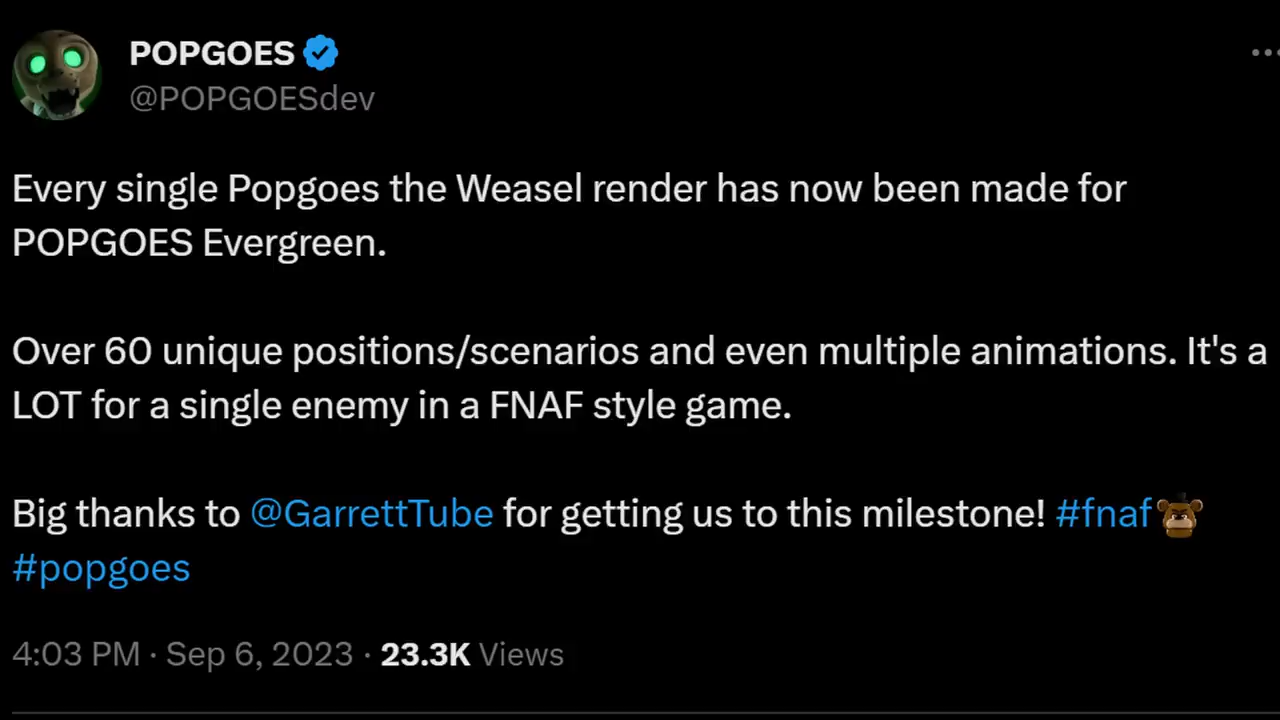 POPGOES
@POPGOESdev
Every single Popgoes the Weasel render has now been made for
POPGOES Evergreen.
Over 60 unique positions/scenarios and even multiple animations. It's a
LOT for a single enemy in a FNAF style game.
Big thanks to @GarrettTube for getting us to this milestone! #fnaf
#popgoes
4:03 PM · Sep 6, 2023 · 23.3K Views